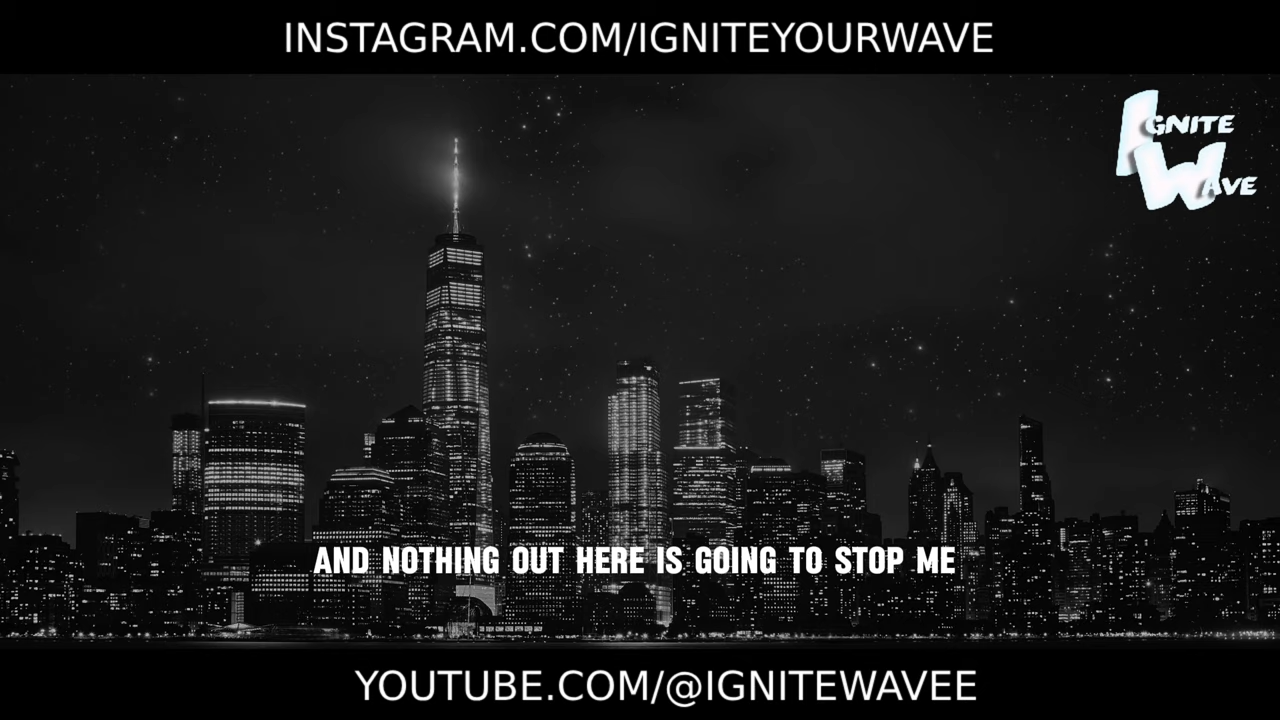 INSTAGRAM.COM/IGNITEYOURWAVE
IGNITE
WAVE
AND NOTHING OUT HERE IS GOING TO STOP ME
YOUTUBE.COM/@IGNITEWAVEE